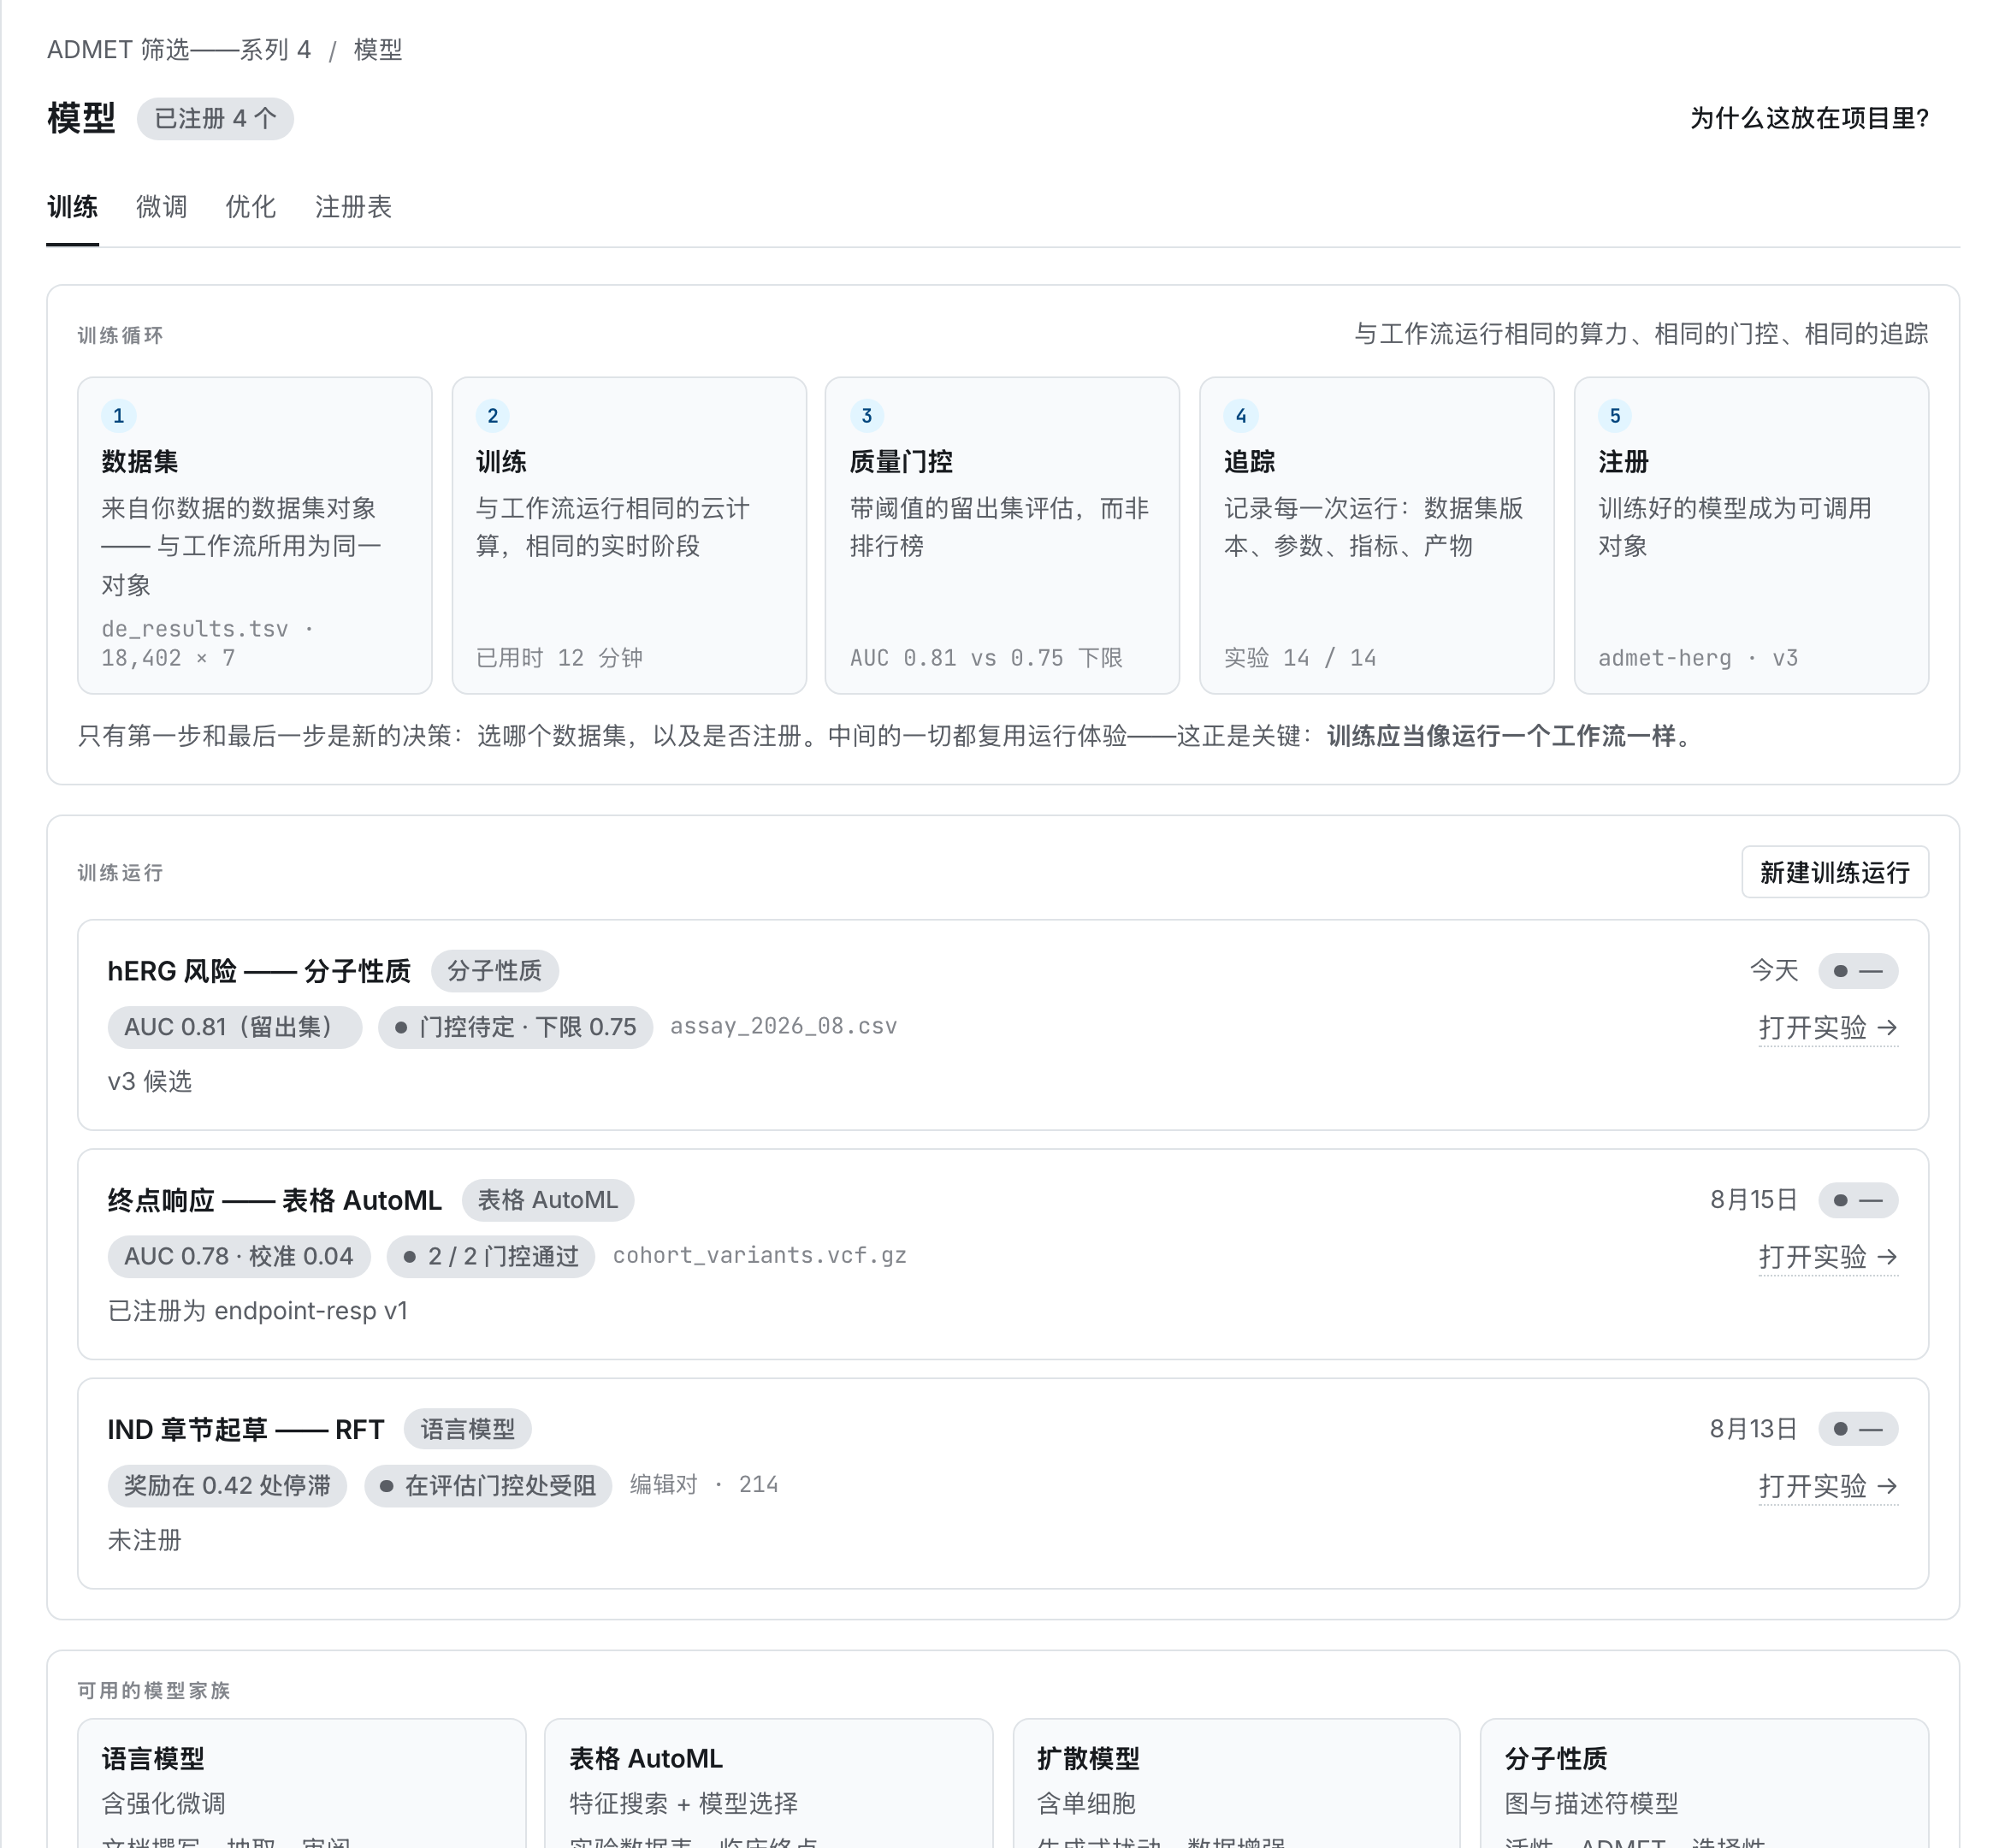 ADMET 筛选——系列 4 / 模型
模型 已注册 4 个 为什么这放在项目里?
训练 微调 优化 注册表
训练循环 与工作流运行相同的算力、相同的门控、相同的追踪
1
数据集
来自你数据的数据集对象
—— 与工作流所用为同一
对象
de_results.tsv ·
18,402 × 7
2
训练
与工作流运行相同的云计
算，相同的实时阶段
已用时 12 分钟
3
质量门控
带阈值的留出集评估，而非
排行榜
AUC 0.81 vs 0.75 下限
4
追踪
记录每一次运行：数据集版
本、参数、指标、产物
实验 14 / 14
5
注册
训练好的模型成为可调用
对象
admet-herg · v3
只有第一步和最后一步是新的决策：选哪个数据集，以及是否注册。中间的一切都复用运行体验——这正是关键：训练应当像运行一个工作流一样。
训练运行 新建训练运行
hERG 风险 —— 分子性质 分子性质 今天 —
AUC 0.81（留出集） 门控待定 · 下限 0.75 assay_2026_08.csv 打开实验 →
v3 候选
终点响应 —— 表格 AutoML 表格 AutoML 8月15日 —
AUC 0.78 · 校准 0.04 2 / 2 门控通过 cohort_variants.vcf.gz 打开实验 →
已注册为 endpoint-resp v1
IND 章节起草 —— RFT 语言模型 8月13日 —
奖励在 0.42 处停滞 在评估门控处受阻 编辑对 · 214 打开实验 →
未注册
可用的模型家族
语言模型
含强化微调
表格 AutoML
特征搜索 + 模型选择
扩散模型
含单细胞
分子性质
图与描述符模型